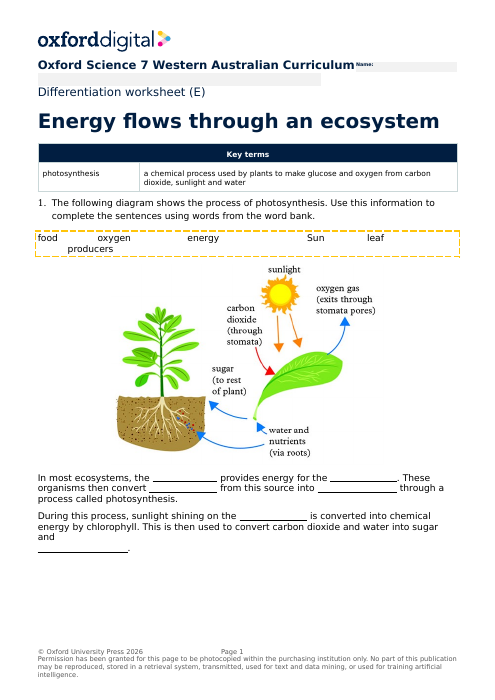 oxforddigital
Oxford Science 7 Western Australian Curriculum Name:
Differentiation worksheet (E)
Energy flows through an ecosystem
Key terms
photosynthesis
a chemical process used by plants to make glucose and oxygen from carbon
dioxide, sunlight and water
1. The following diagram shows the process of photosynthesis. Use this information to
complete the sentences using words from the word bank.
food oxygen energy Sun leaf
producers
sunlight
oxygen gas
(exits through
stomata pores)
carbon
dioxide
(through
stomata)
sugar
(to rest
of plant)
water and
nutrients
(via roots)
In most ecosystems, the ____________ provides energy for the ____________. These
organisms then convert ____________ from this source into ______________ through a
process called photosynthesis.
During this process, sunlight shining on the ____________ is converted into chemical
energy by chlorophyll. This is then used to convert carbon dioxide and water into sugar
and
________________.
© Oxford University Press 2026 Page 1
Permission has been granted for this page to be photocopied within the purchasing institution only. No part of this publication
may be reproduced, stored in a retrieval system, transmitted, used for text and data mining, or used for training artificial
intelligence.